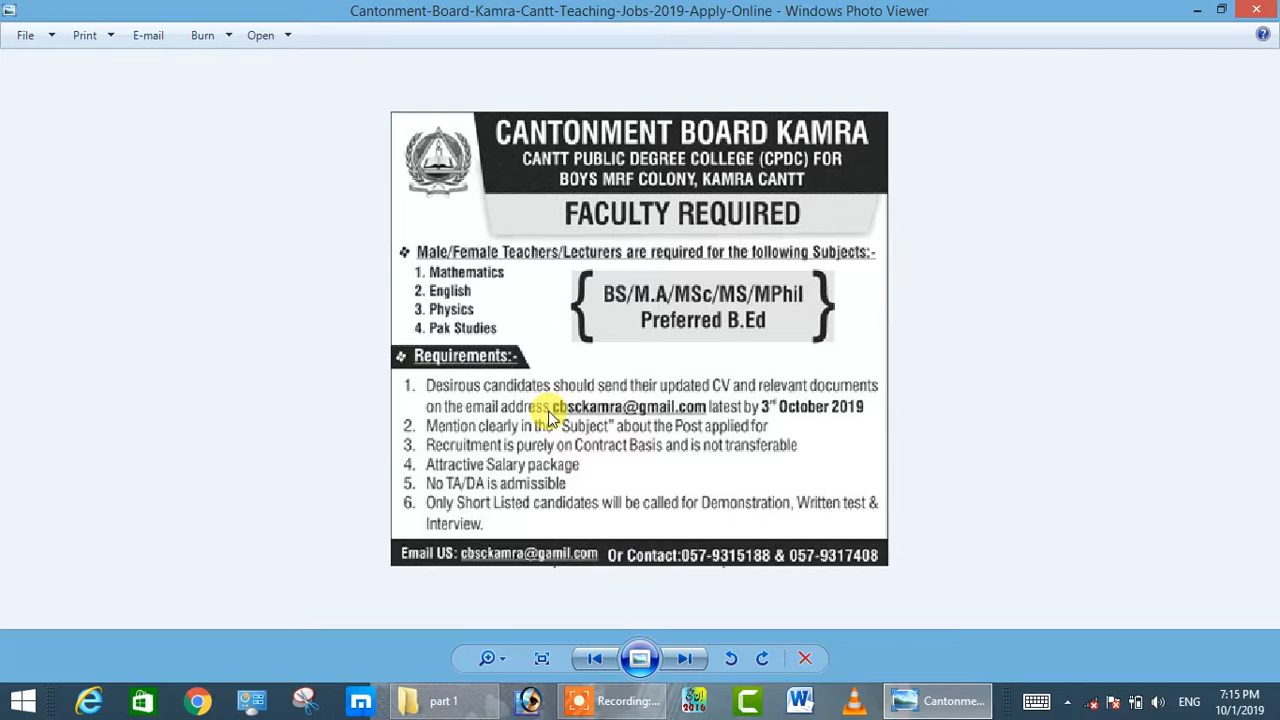 Cantonment-Board-Kamra-Cantt-Teaching-Jobs-2019-Apply-Online - Windows Photo Viewer
File Print E-mail Burn Open
CANTONMENT BOARD KAMRA
CANTT PUBLIC DEGREE COLLEGE (CPDC) FOR
BOYS MRF COLONY, KAMRA CANTT
FACULTY REQUIRED
❖ Male/Female Teachers/Lecturers are required for the following Subjects:-
1. Mathematics
2. English
3. Physics
4. Pak Studies
BS/M.A/MSc/MS/MPhil
Preferred B.Ed
❖ Requirements:-
1. Desirous candidates should send their updated CV and relevant documents
on the email address cbsckamra@gmail.com latest by 3rd October 2019
2. Mention clearly in the "Subject" about the Post applied for
3. Recruitment is purely on Contract Basis and is not transferable
4. Attractive Salary package
5. No TA/DA is admissible
6. Only Short Listed candidates will be called for Demonstration, Written test &
Interview.
Email US: cbsckamra@gamil.com Or Contact:057-9315188 & 057-9317408
part 1
Recording:...
2016
Cantonme...
ENG
7:15 PM
10/1/2019